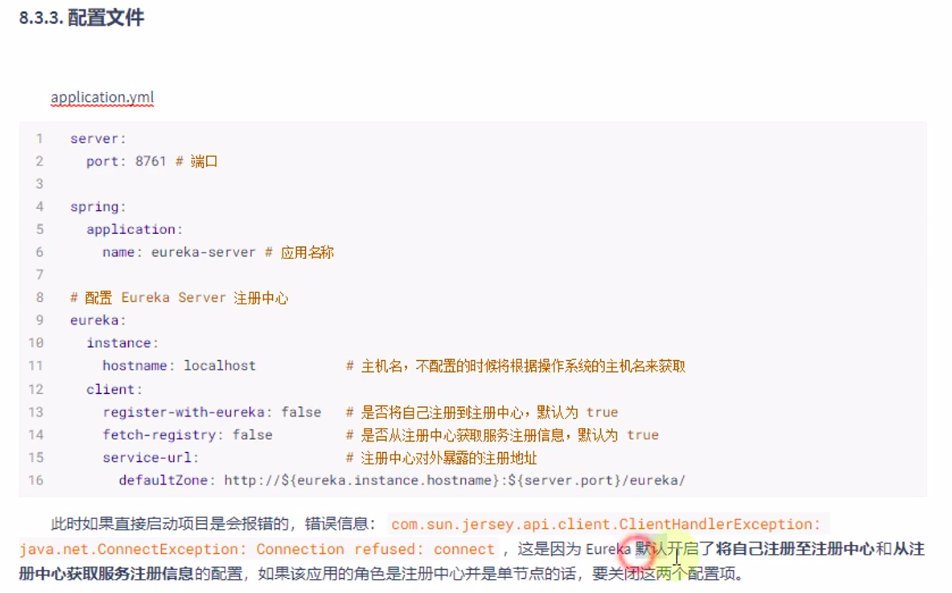 8.3.3. 配置文件
application.yml
1 server:
2   port: 8761 # 端口
3
4 spring:
5   application:
6     name: eureka-server # 应用名称
7
8 # 配置 Eureka Server 注册中心
9 eureka:
10   instance:
11     hostname: localhost           # 主机名，不配置的时候将根据操作系统的主机名来获取
12   client:
13     register-with-eureka: false   # 是否将自己注册到注册中心，默认为 true
14     fetch-registry: false         # 是否从注册中心获取服务注册信息，默认为 true
15     service-url:                  # 注册中心对外暴露的注册地址
16       defaultZone: http://${eureka.instance.hostname}:${server.port}/eureka/
此时如果直接启动项目是会报错的，错误信息： com.sun.jersey.api.client.ClientHandlerException:
java.net.ConnectException: Connection refused: connect ，这是因为 Eureka 默认开启了将自己注册至注册中心和从注
册中心获取服务注册信息的配置，如果该应用的角色是注册中心并是单节点的话，要关闭这两个配置项。